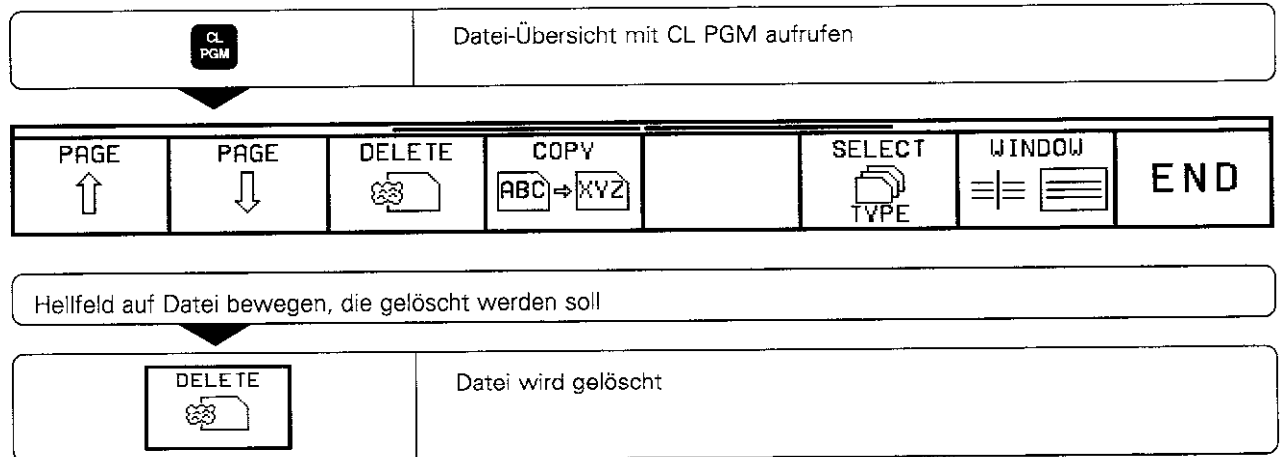 CL
PGM
Datei-Übersicht mit CL PGM aufrufen
PAGE
PAGE
DELETE
COPY
ABC
XYZ
SELECT
TYPE
WINDOW
END
Hellfeld auf Datei bewegen, die gelöscht werden soll
DELETE
Datei wird gelöscht